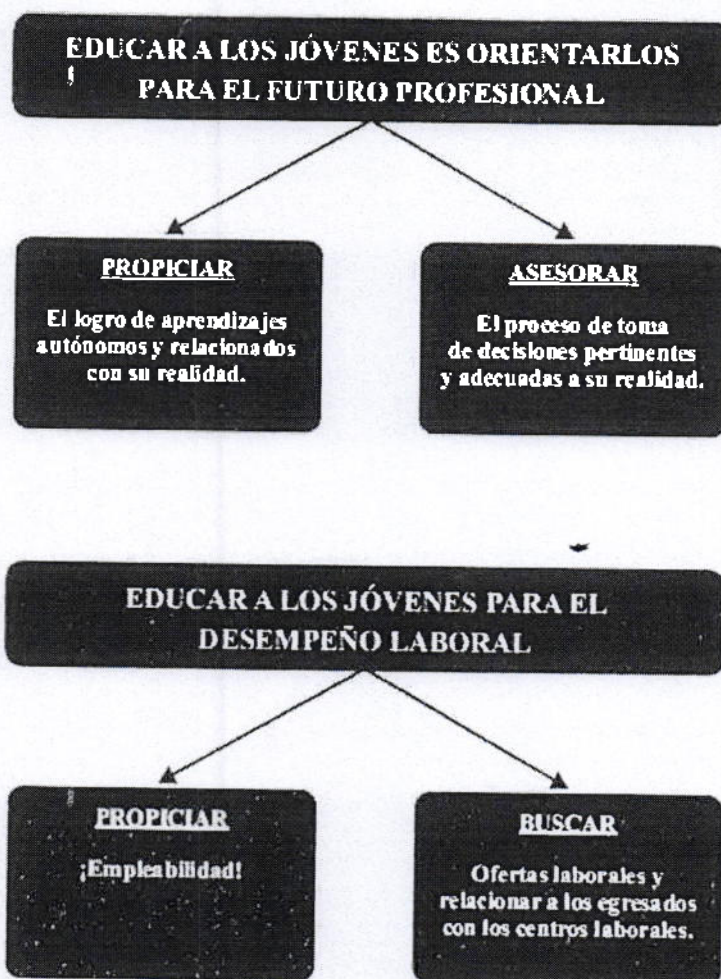 EDUCAR A LOS JÓVENES ES ORIENTARLOS
PARA EL FUTURO PROFESIONAL
PROPICIAR
El logro de aprendizajes
autónomos y relacionados
con su realidad.
ASESORAR
El proceso de toma
de decisiones pertinentes
y adecuadas a su realidad.
EDUCAR A LOS JÓVENES PARA EL
DESEMPEÑO LABORAL
PROPICIAR
¡Empleabilidad!
BUSCAR
Ofertas laborales y
relacionar a los egresados
con los centros laborales.